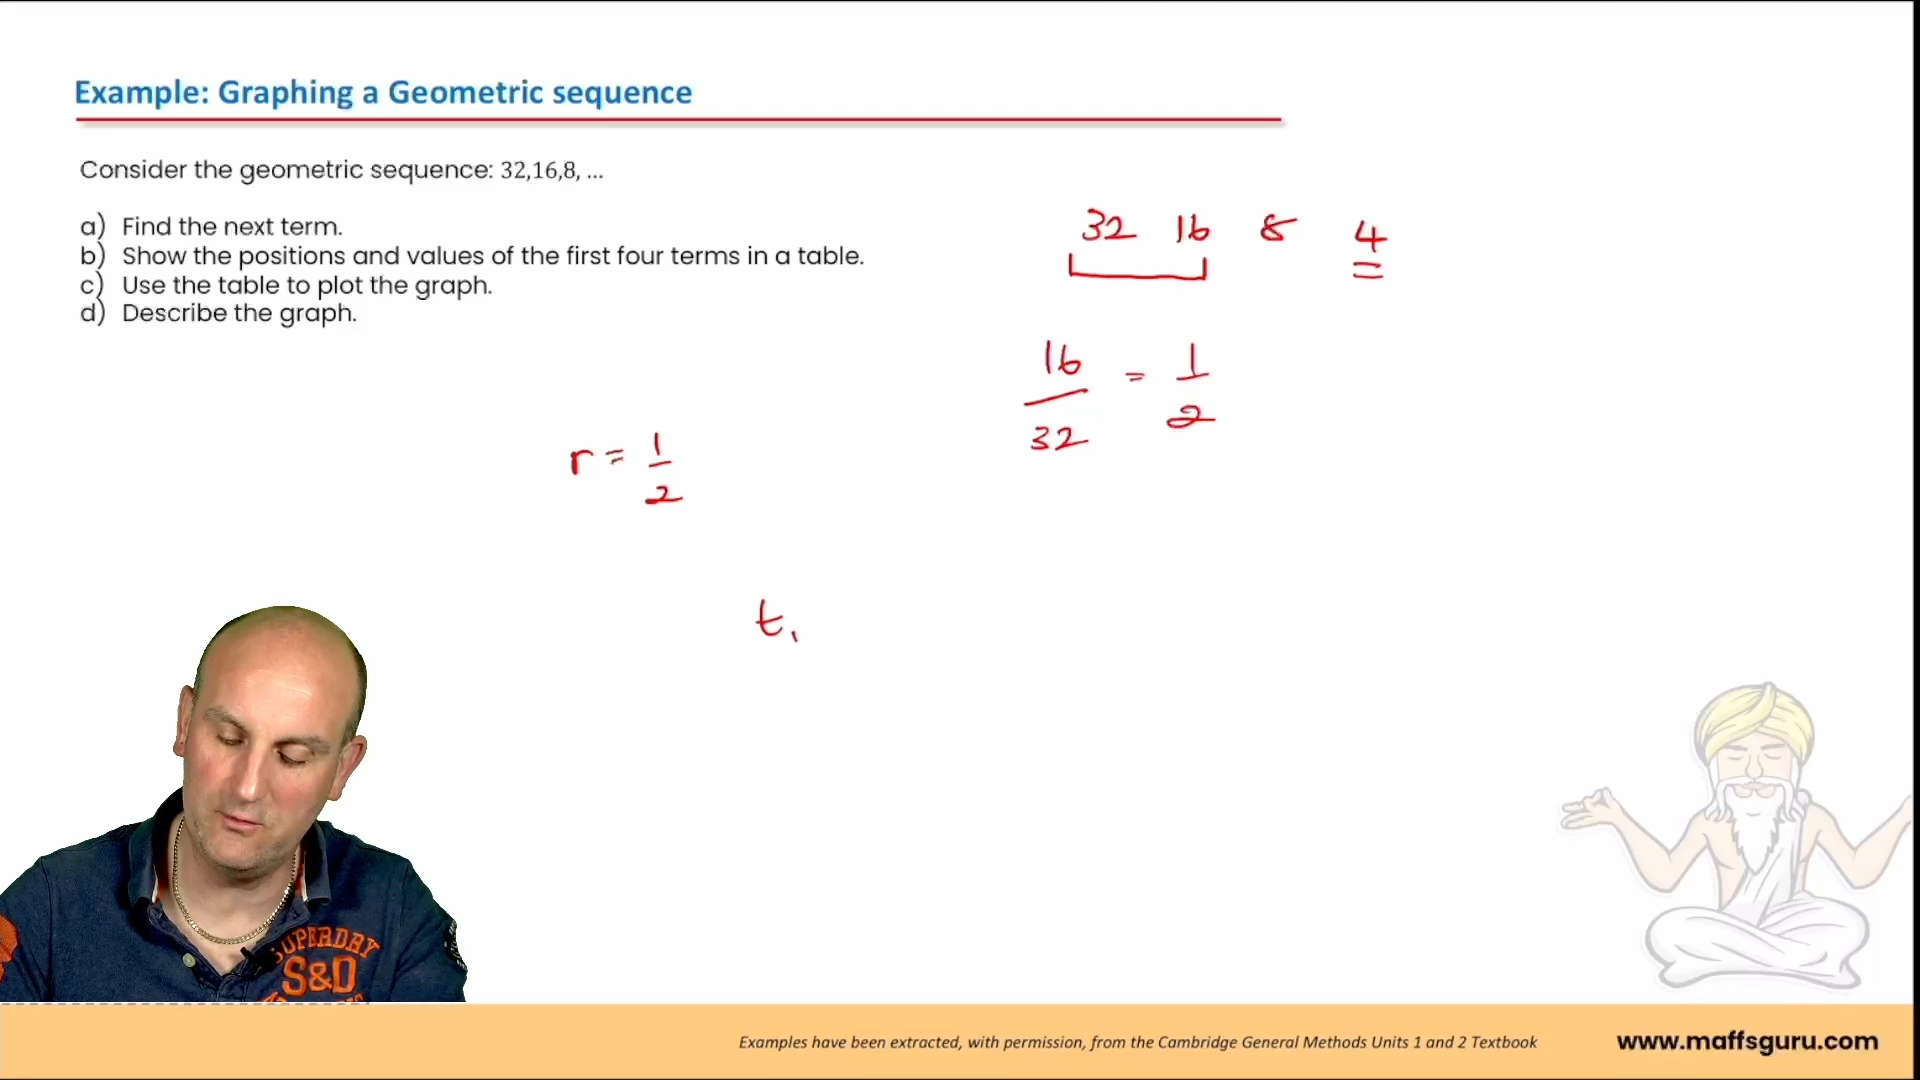 Example: Graphing a Geometric sequence
Consider the geometric sequence: 32,16,8, ...
a) Find the next term.
b) Show the positions and values of the first four terms in a table.
c) Use the table to plot the graph.
d) Describe the graph.
32 16 8 4
16/32 = 1/2
r = 1/2
t₁
SUPERDRY
S&D
Examples have been extracted, with permission, from the Cambridge General Methods Units 1 and 2 Textbook
www.maffsguru.com